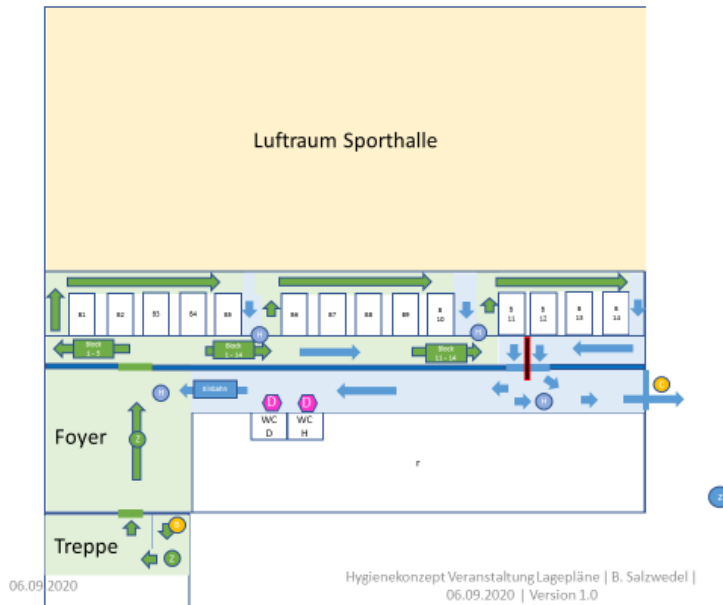 Luftraum Sporthalle
B1
B2
B3
B4
B5
B6
B7
B8
B9
B
10
B
11
B
12
B
13
B
14
Block
1 - 5
Block
1 - 14
Block
11 - 14
H
H
H
Einbahn
D
D
H
C
WC
D
WC
H
Foyer
Z
r
Treppe
Z
06.09.2020
Hygienekonzept Veranstaltung Lagepläne | B. Salzwedel |
06.09.2020 | Version 1.0